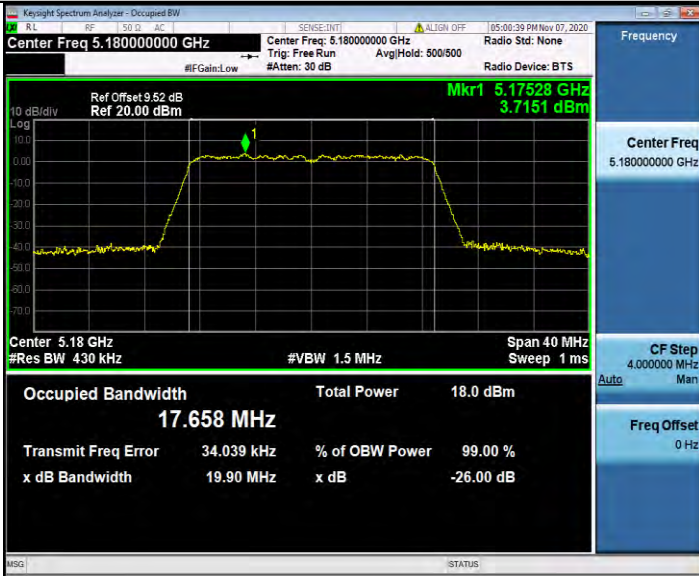 Keysight Spectrum Analyzer - Occupied BW
RL RF 50 Ω AC SENSE:INT ALIGN OFF 05:00:39 PM Nov 07, 2020
Center Freq 5.180000000 GHz
Center Freq: 5.180000000 GHz Radio Std: None
Trig: Free Run Avg|Hold: 500/500
#IFGain:Low #Atten: 30 dB Radio Device: BTS
Frequency
Ref Offset 9.52 dB Mkr1 5.17528 GHz
10 dB/div Ref 20.00 dBm 3.7151 dBm
Log
1
10.0
0.00
-10.0
-20.0
-30.0
-40.0
-50.0
-60.0
-70.0
Center 5.18 GHz Span 40 MHz
#Res BW 430 kHz #VBW 1.5 MHz Sweep 1 ms
Occupied Bandwidth Total Power 18.0 dBm
17.658 MHz
Transmit Freq Error 34.039 kHz % of OBW Power 99.00 %
x dB Bandwidth 19.90 MHz x dB -26.00 dB
Center Freq
5.180000000 GHz
CF Step
4.000000 MHz
Auto Man
Freq Offset
0 Hz
MSG STATUS